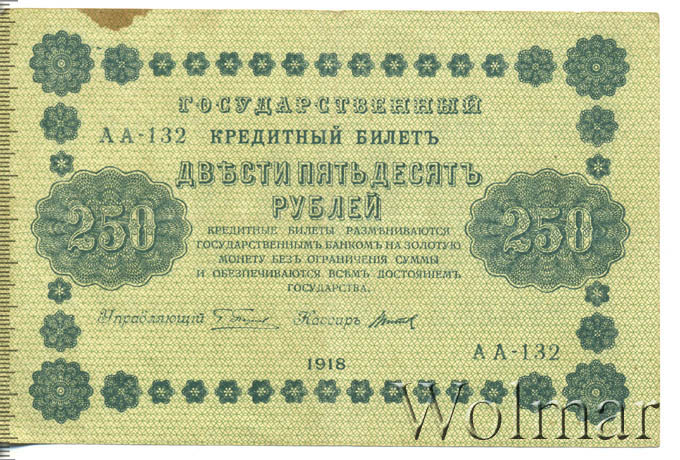 ГОСУДАРСТВЕННЫЙ
АА-132 КРЕДИТНЫЙ БИЛЕТЪ
ДВѢСТИ ПЯТЬДЕСЯТЪ
РУБЛЕЙ
250 250
КРЕДИТНЫЕ БИЛЕТЫ РАЗМѢНИВАЮТСЯ
ГОСУДАРСТВЕННЫМЪ БАНКОМЪ НА ЗОЛОТУЮ
МОНЕТУ БЕЗЪ ОГРАНИЧЕНІЯ СУММЫ
И ОБЕЗПЕЧИВАЮТСЯ ВСѢМЪ ДОСТОЯНІЕМЪ
ГОСУДАРСТВА.
Управляющій Кассиръ
АА-132
1918
Wolmar